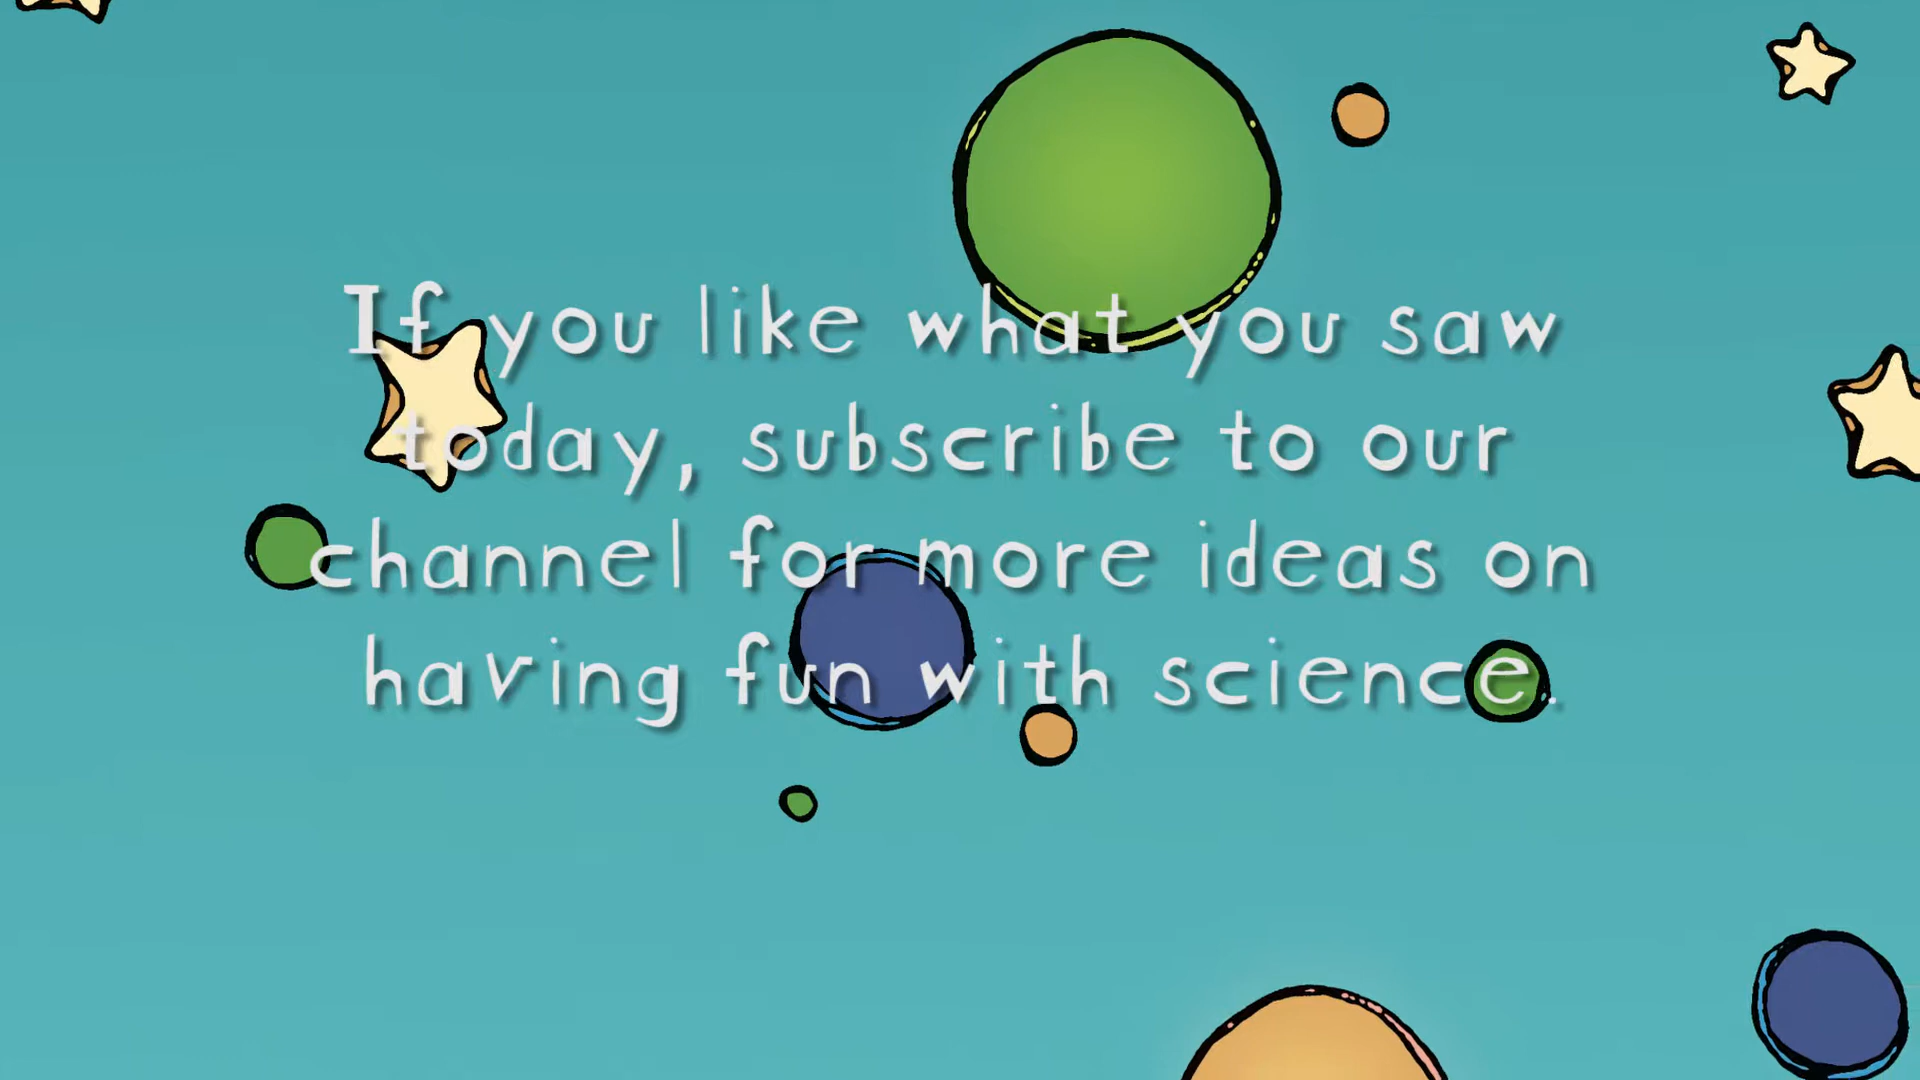 If you like what you saw
today, subscribe to our
channel for more ideas on
having fun with science.